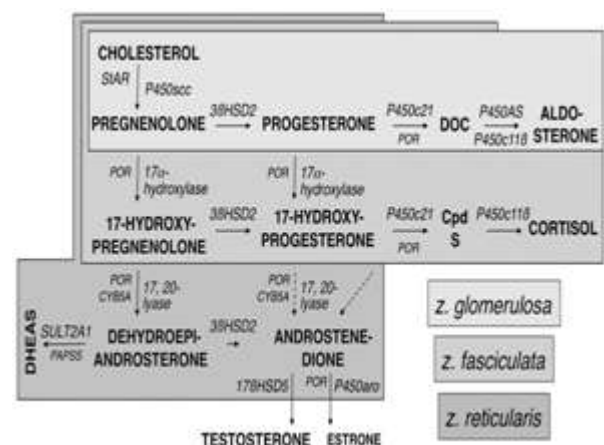 CHOLESTEROL
StAR
P450scc
PREGNENOLONE
3βHSD2
PROGESTERONE
P450c21
POR
DOC
P450AS
P450c11β
ALDO-
STERONE
POR
17α-
hydroxylase
POR
17α-
hydroxylase
17-HYDROXY-
PREGNENOLONE
3βHSD2
17-HYDROXY-
PROGESTERONE
P450c21
POR
Cpd
S
P450c11β
CORTISOL
POR
CYB5A
17, 20-
lyase
POR
CYB5A
17, 20-
lyase
DHEAS
SULT2A1
PAPSS
DEHYDROEPI-
ANDROSTERONE
3βHSD2
ANDROSTENE-
DIONE
17βHSD5
POR
P450aro
TESTOSTERONE
ESTRONE
z. glomerulosa
z. fasciculata
z. reticularis